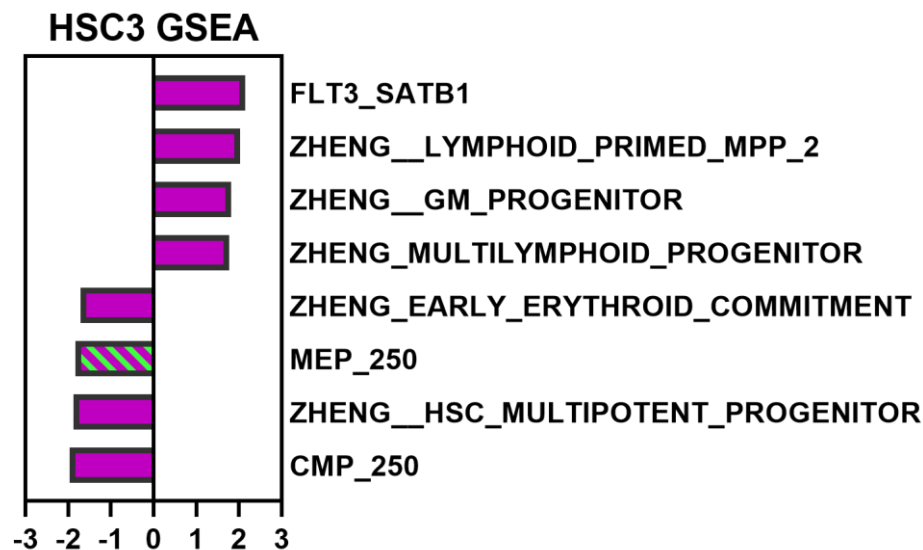 HSC3 GSEA
FLT3_SATB1
ZHENG__LYMPHOID_PRIMED_MPP_2
ZHENG__GM_PROGENITOR
ZHENG_MULTILYMPHOID_PROGENITOR
ZHENG_EARLY_ERYTHROID_COMMITMENT
MEP_250
ZHENG__HSC_MULTIPOTENT_PROGENITOR
CMP_250
-3 -2 -1 0 1 2 3